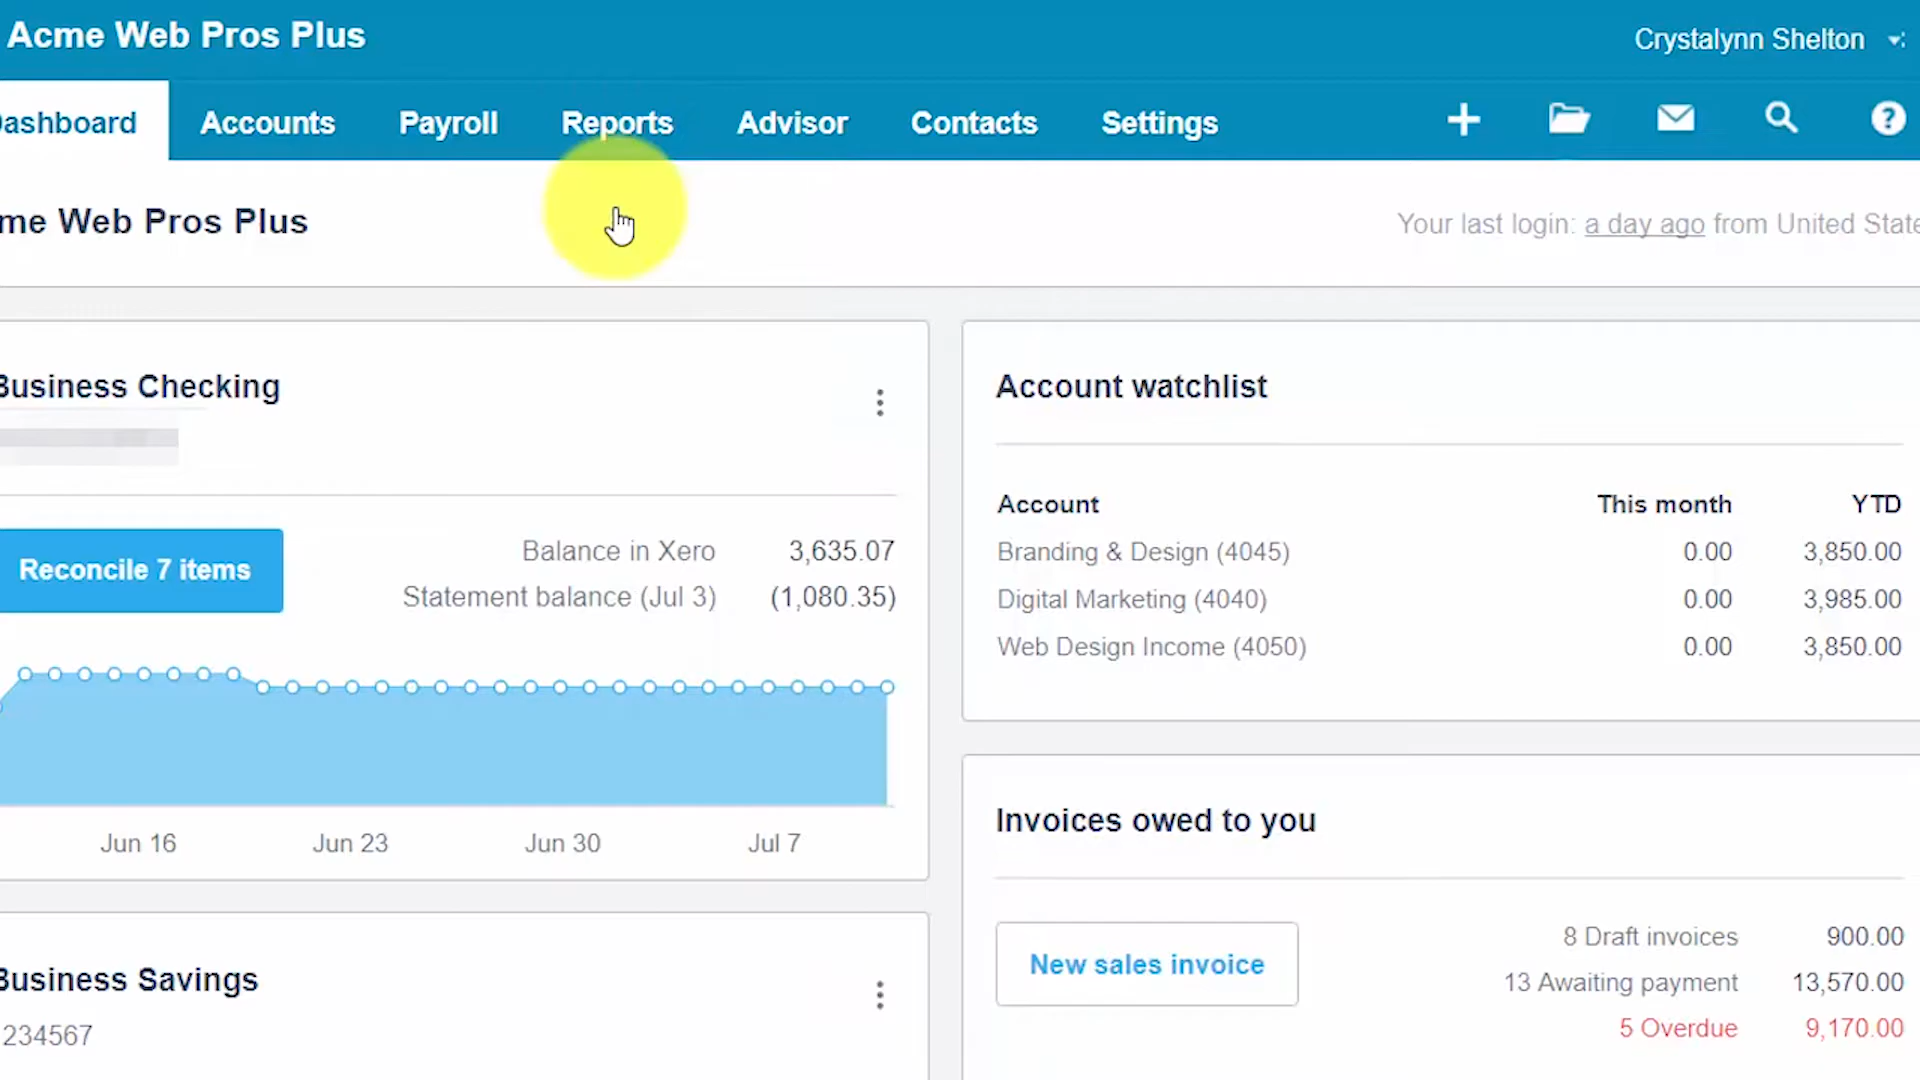 Acme Web Pros Plus
Crystalynn Shelton
ashboard
Accounts
Payroll
Reports
Advisor
Contacts
Settings
?
me Web Pros Plus
Your last login: a day ago from United State
Business Checking
Reconcile 7 items
Balance in Xero 3,635.07
Statement balance (Jul 3) (1,080.35)
Jun 16 Jun 23 Jun 30 Jul 7
Business Savings
234567
Account watchlist
Account This month YTD
Branding & Design (4045) 0.00 3,850.00
Digital Marketing (4040) 0.00 3,985.00
Web Design Income (4050) 0.00 3,850.00
Invoices owed to you
New sales invoice
8 Draft invoices 900.00
13 Awaiting payment 13,570.00
5 Overdue 9,170.00